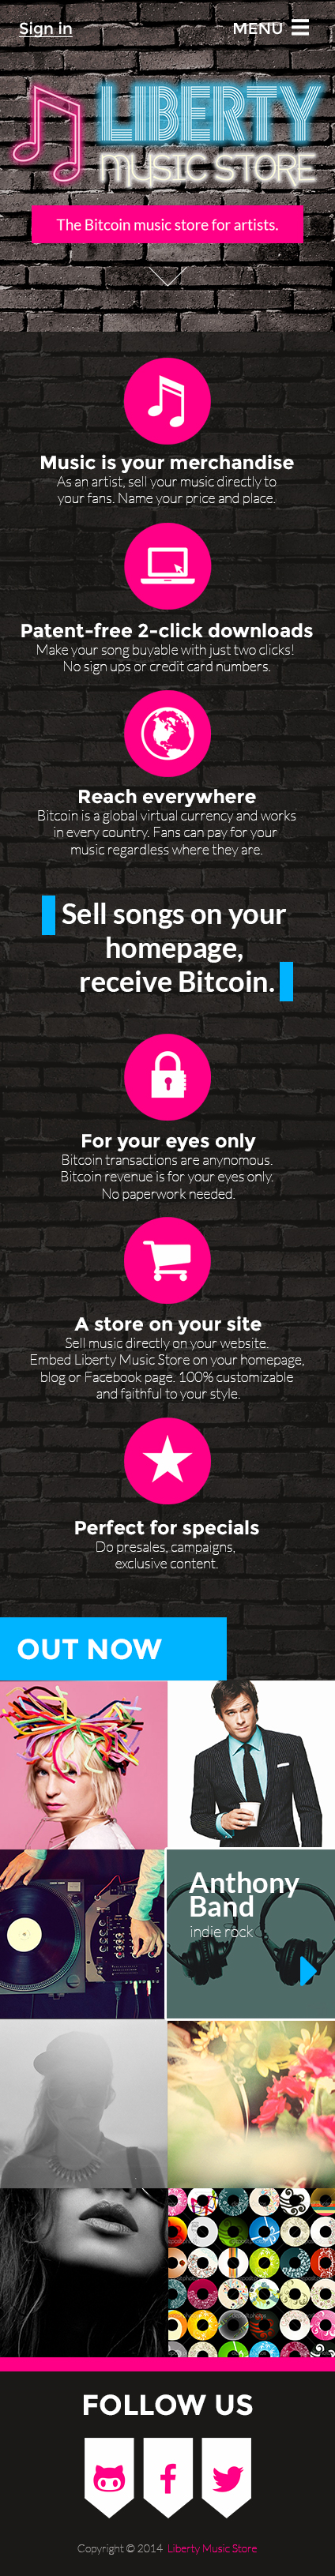 Sign in
MENU
LIBERTY
MUSIC STORE
The Bitcoin music store for artists.
Music is your merchandise
As an artist, sell your music directly to
your fans. Name your price and place.
Patent-free 2-click downloads
Make your song buyable with just two clicks!
No sign ups or credit card numbers.
Reach everywhere
Bitcoin is a global virtual currency and works
in every country. Fans can pay for your
music regardless where they are.
Sell songs on your
homepage,
receive Bitcoin.
For your eyes only
Bitcoin transactions are anynomous.
Bitcoin revenue is for your eyes only.
No paperwork needed.
A store on your site
Sell music directly on your website.
Embed Liberty Music Store on your homepage,
blog or Facebook page. 100% customizable
and faithful to your style.
Perfect for specials
Do presales, campaigns,
exclusive content.
OUT NOW
Anthony
Band
indie rock
FOLLOW US
Copyright © 2014 Liberty Music Store